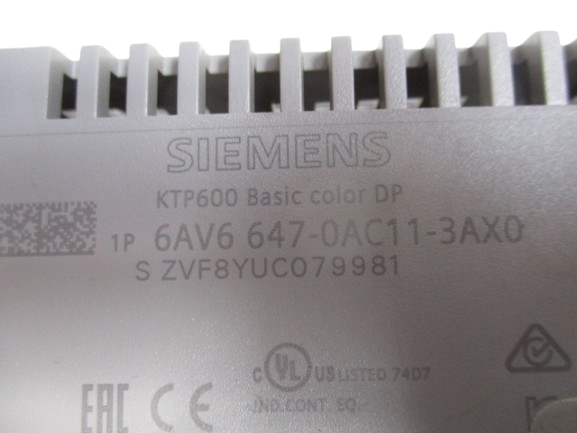 SIEMENS
KTP600 Basic color DP
1P 6AV6 647-0AC11-3AX0
S ZVF8YUC079981
C UL US LISTED 74D7
IND.CONT. EQ.
EAC CE